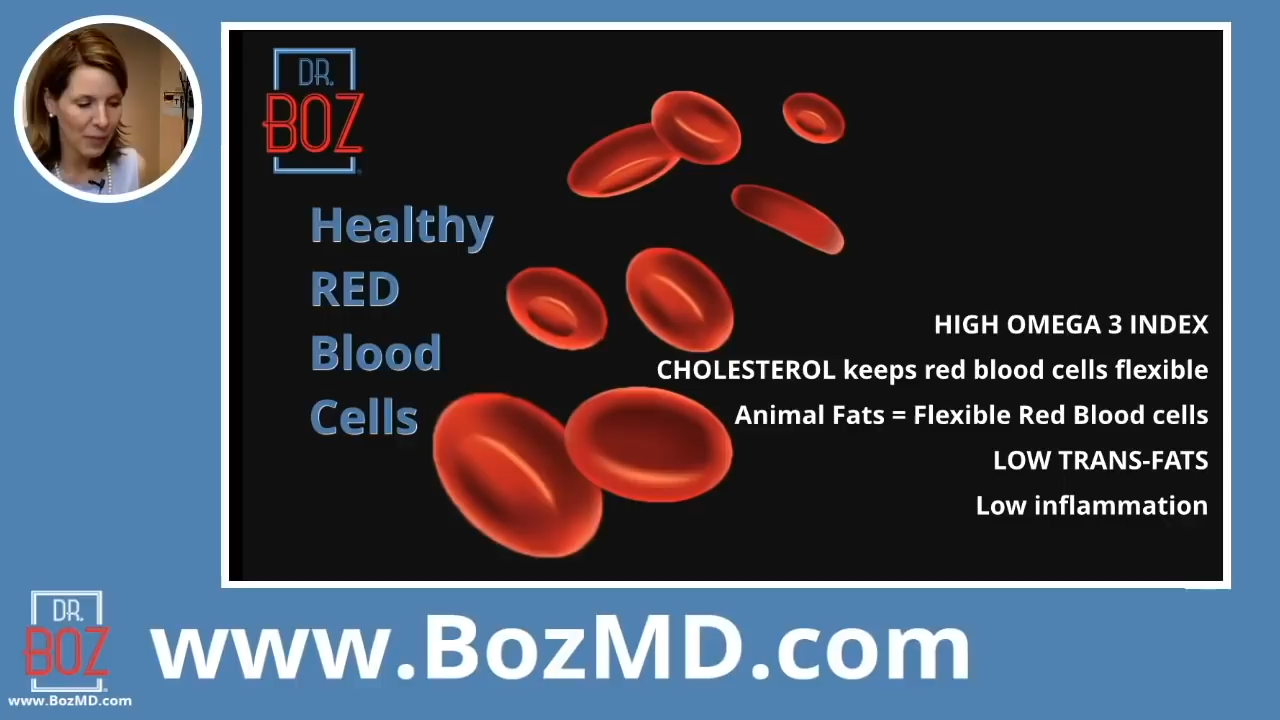 DR.
BOZ
Healthy
RED
Blood
Cells
HIGH OMEGA 3 INDEX
CHOLESTEROL keeps red blood cells flexible
Animal Fats = Flexible Red Blood cells
LOW TRANS-FATS
Low inflammation
DR.
BOZ
www.BozMD.com
www.BozMD.com